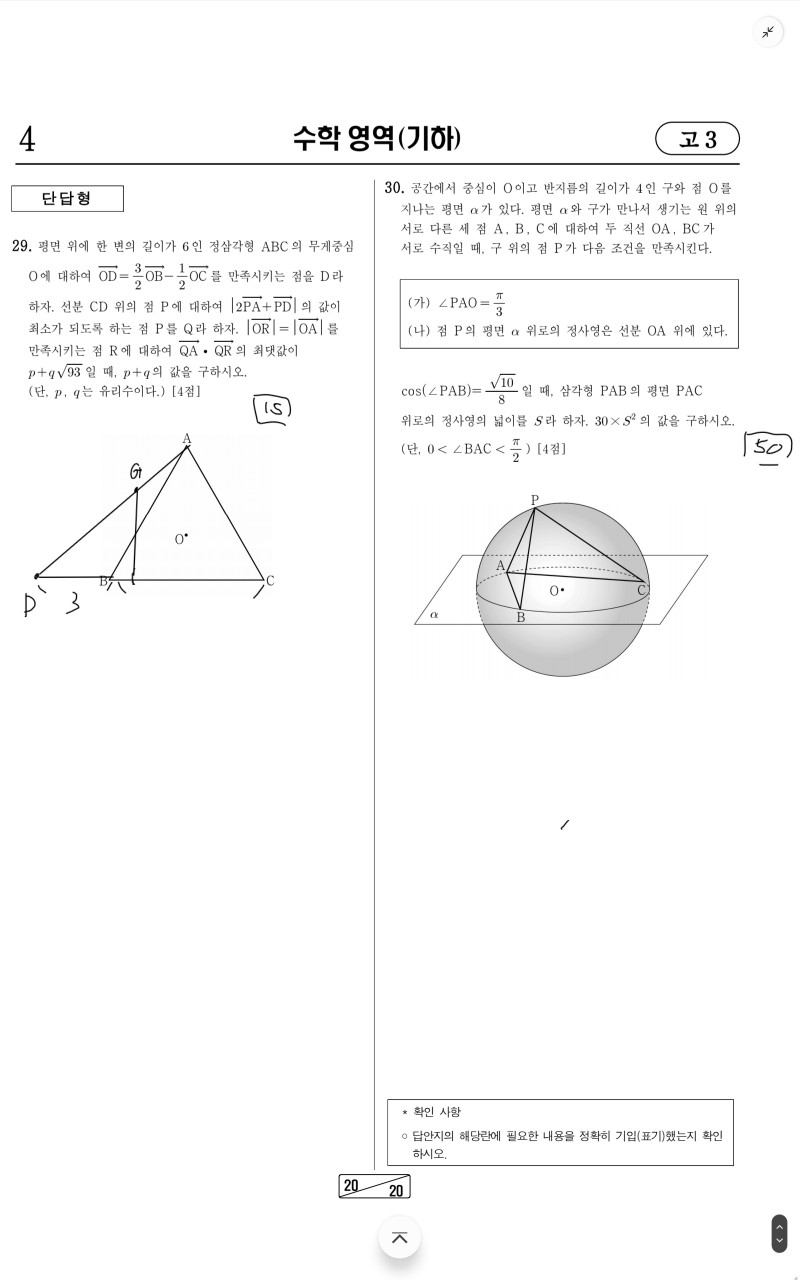 4
수학 영역(기하)
고 3
단답형
29. 평면 위에 한 변의 길이가 6인 정삼각형 ABC의 무게중심
O에 대하여 $\overrightarrow{OD}=\frac{3}{2}\overrightarrow{OB}-\frac{1}{2}\overrightarrow{OC}$를 만족시키는 점을 D라
하자. 선분 CD 위의 점 P에 대하여 $|2\overrightarrow{PA}+\overrightarrow{PD}|$의 값이
최소가 되도록 하는 점 P를 Q라 하자. $|\overrightarrow{OR}|=|\overrightarrow{OA}|$를
만족시키는 점 R에 대하여 $\overrightarrow{QA}\cdot\overrightarrow{QR}$의 최댓값이
$p+q\sqrt{93}$일 때, $p+q$의 값을 구하시오.
(단, p, q는 유리수이다.) [4점]
15
A
G
O
D
3
B
C
30. 공간에서 중심이 O이고 반지름의 길이가 4인 구와 점 O를
지나는 평면 α가 있다. 평면 α와 구가 만나서 생기는 원 위의
서로 다른 세 점 A, B, C에 대하여 두 직선 OA, BC가
서로 수직일 때, 구 위의 점 P가 다음 조건을 만족시킨다.
(가) $\angle PAO=\frac{\pi}{3}$
(나) 점 P의 평면 α 위로의 정사영은 선분 OA 위에 있다.
$\cos(\angle PAB)=\frac{\sqrt{10}}{8}$일 때, 삼각형 PAB의 평면 PAC
위로의 정사영의 넓이를 S라 하자. $30\times S^2$의 값을 구하시오.
(단, $0<\angle BAC<\frac{\pi}{2}$) [4점]
50
P
A
O
C
B
α
* 확인 사항
○ 답안지의 해당란에 필요한 내용을 정확히 기입(표기)했는지 확인
하시오.
20
20